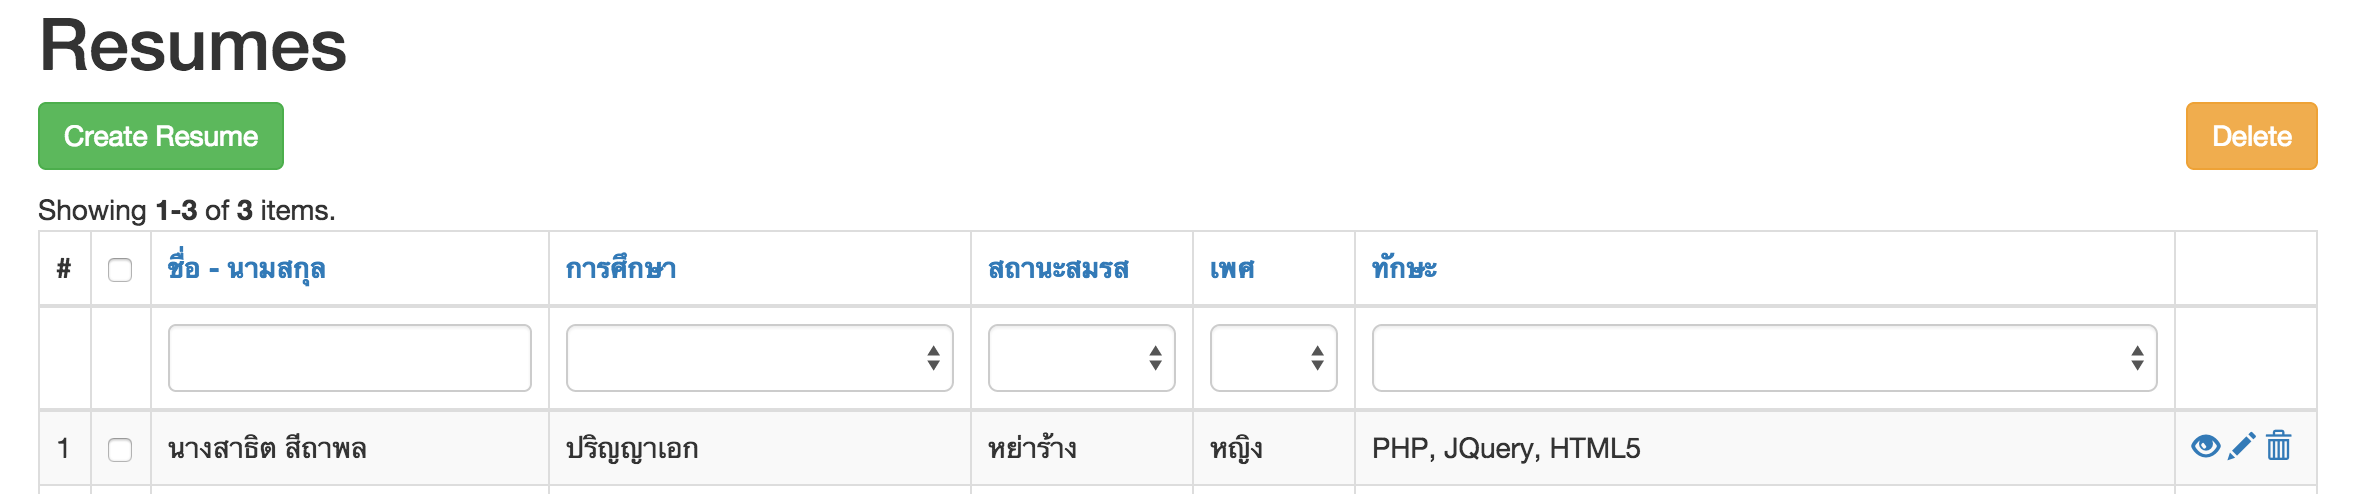 Resumes
Create Resume Delete
Showing 1-3 of 3 items.
# ชื่อ - นามสกุล การศึกษา สถานะสมรส เพศ ทักษะ
1 นางสาธิต สีถาพล ปริญญาเอก หย่าร้าง หญิง PHP, JQuery, HTML5